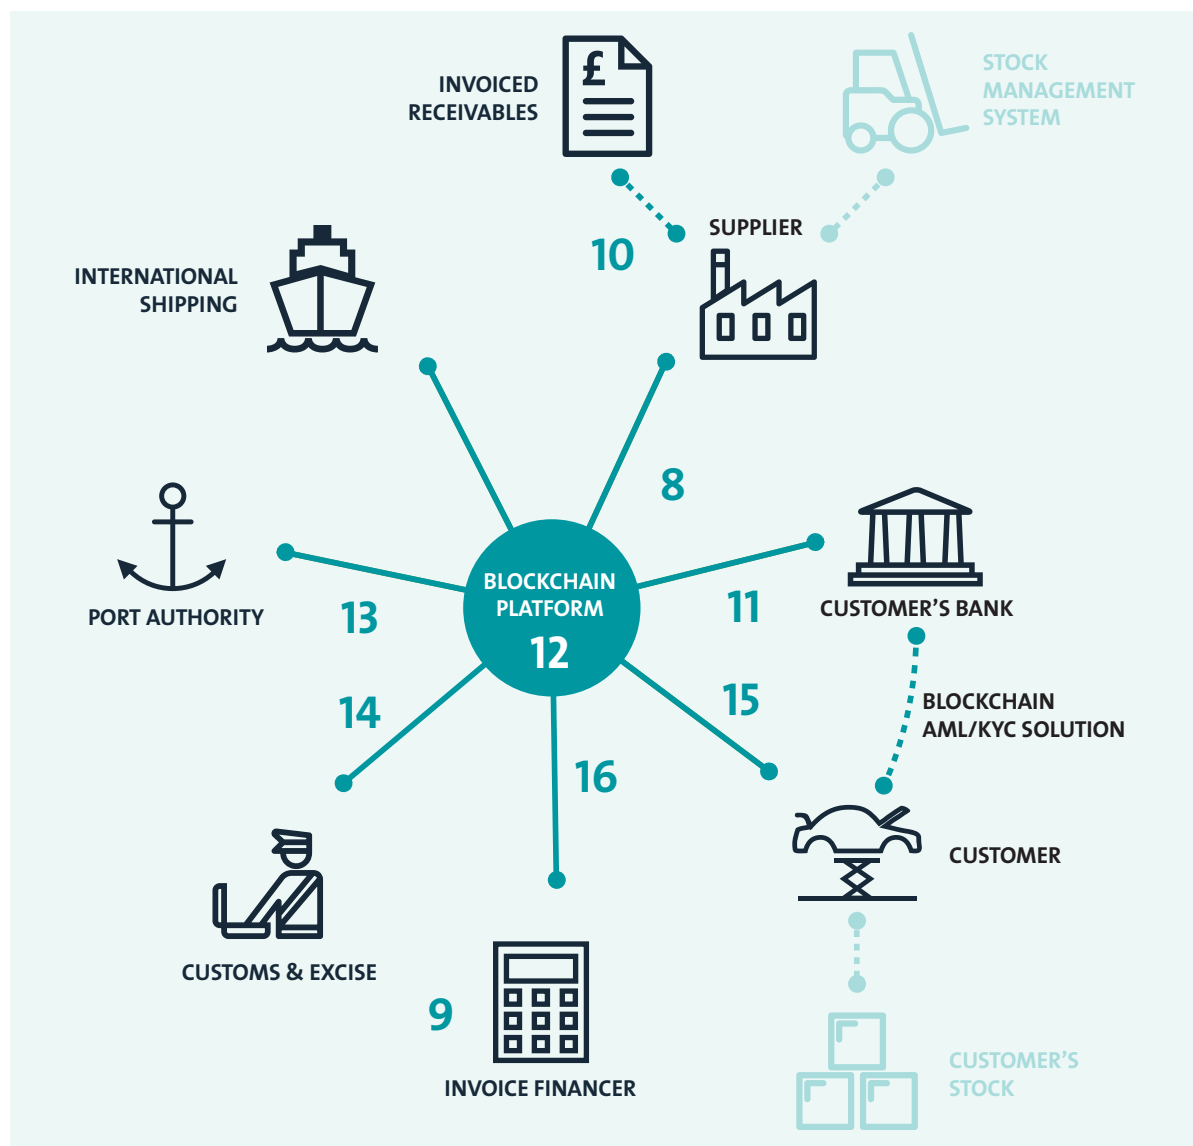 INVOICED
RECEIVABLES
£
STOCK
MANAGEMENT
SYSTEM
SUPPLIER
10
INTERNATIONAL
SHIPPING
8
BLOCKCHAIN
PLATFORM
12
11
CUSTOMER’S BANK
PORT AUTHORITY
13
14
15
BLOCKCHAIN
AML/KYC SOLUTION
16
CUSTOMER
CUSTOMS & EXCISE
9
INVOICE FINANCER
CUSTOMER’S
STOCK